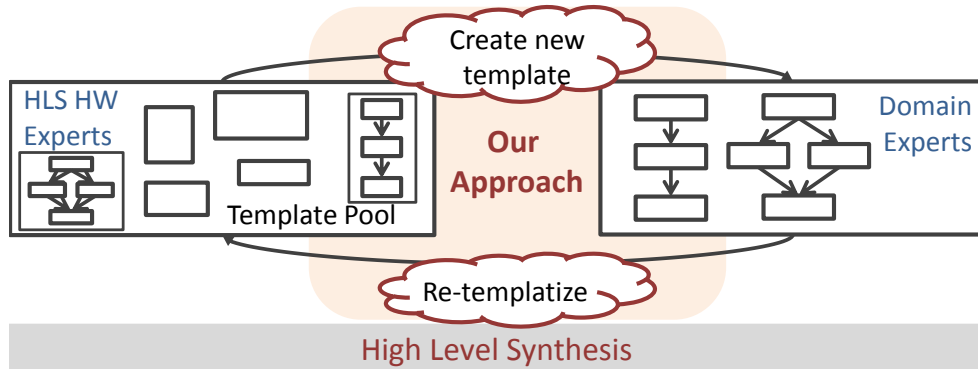 Create new
template
HLS HW
Experts
Template Pool
Our
Approach
Domain
Experts
Re-templatize
High Level Synthesis